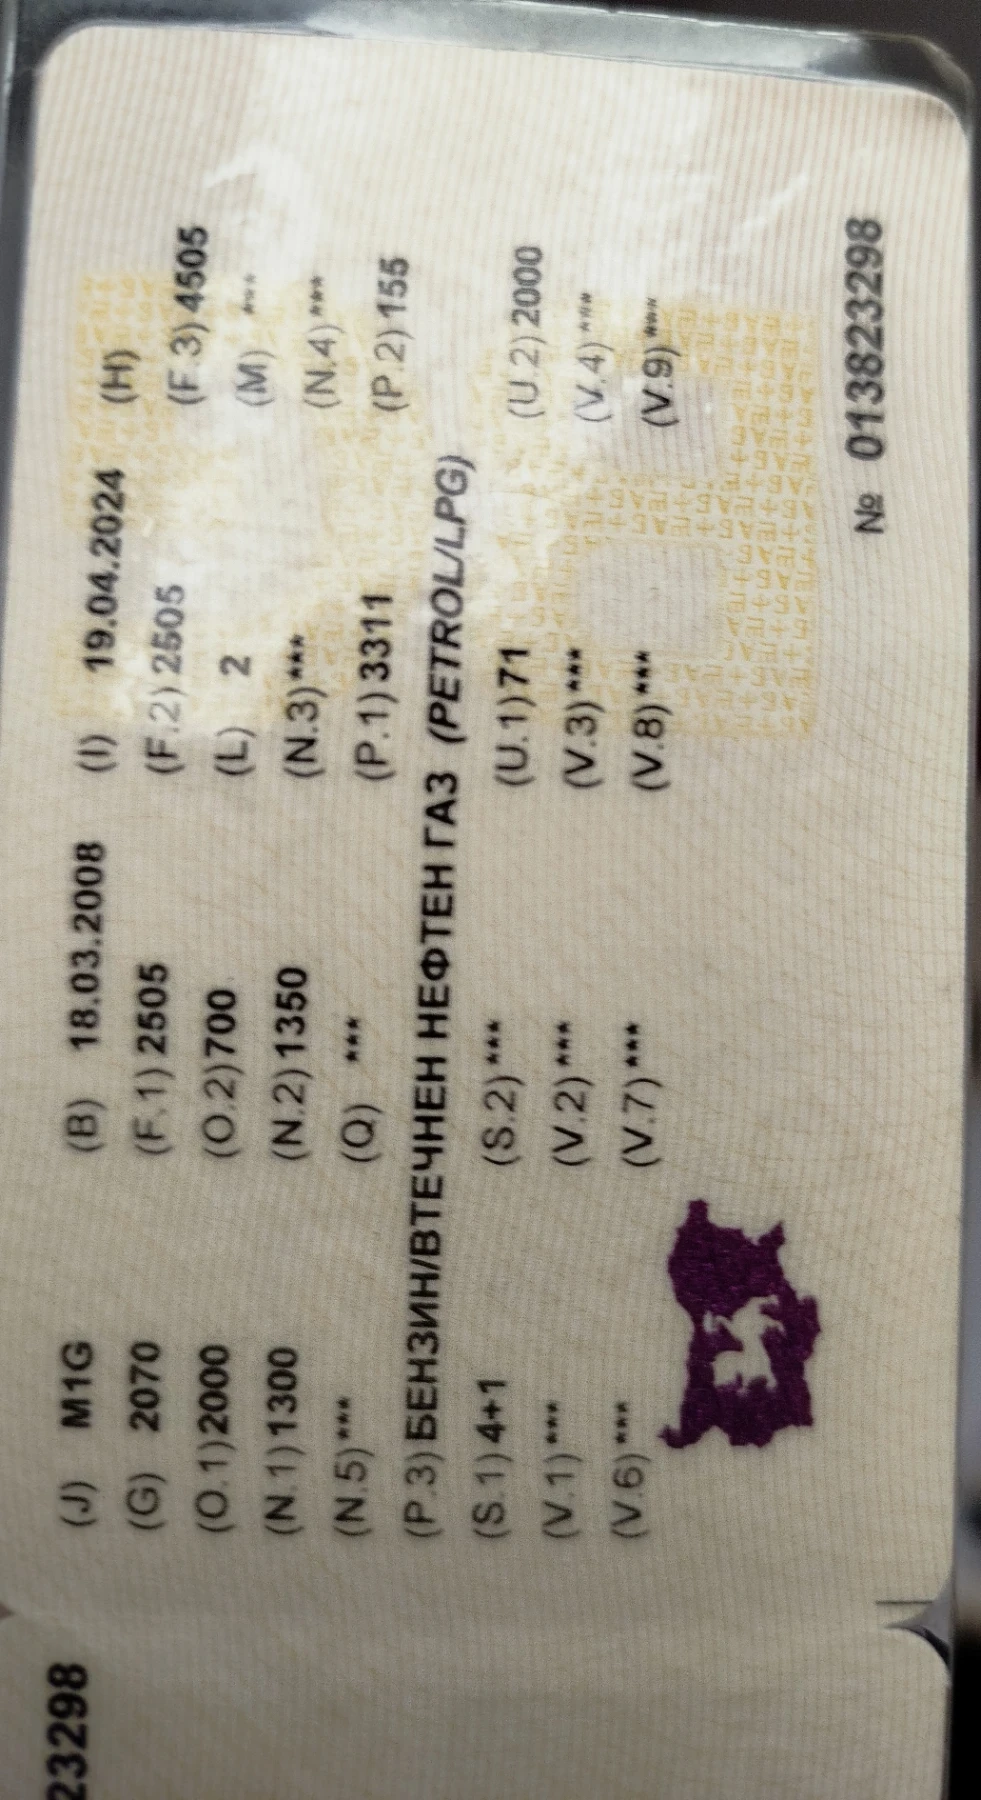 (J) M1G (B) 18.03.2008 (I) 19.04.2024 (H)
(G) 2070 (F.1) 2505 (F.2) 2505 (F.3) 4505
(O.1) 2000 (O.2) 700 (L) 2 (M) ***
(N.1) 1300 (N.2) 1350 (N.3) *** (N.4) ***
(N.5) *** (Q) *** (P.1) 3311 (P.2) 155
(P.3) БЕНЗИН/ВТЕЧНЕН НЕФТЕН ГАЗ (PETROL/LPG)
(S.1) 4+1 (S.2) *** (U.1) 71 (U.2) 2000
(V.1) *** (V.2) *** (V.3) *** (V.4) ***
(V.6) *** (V.7) *** (V.8) *** (V.9) ***
№ 013823298
23298